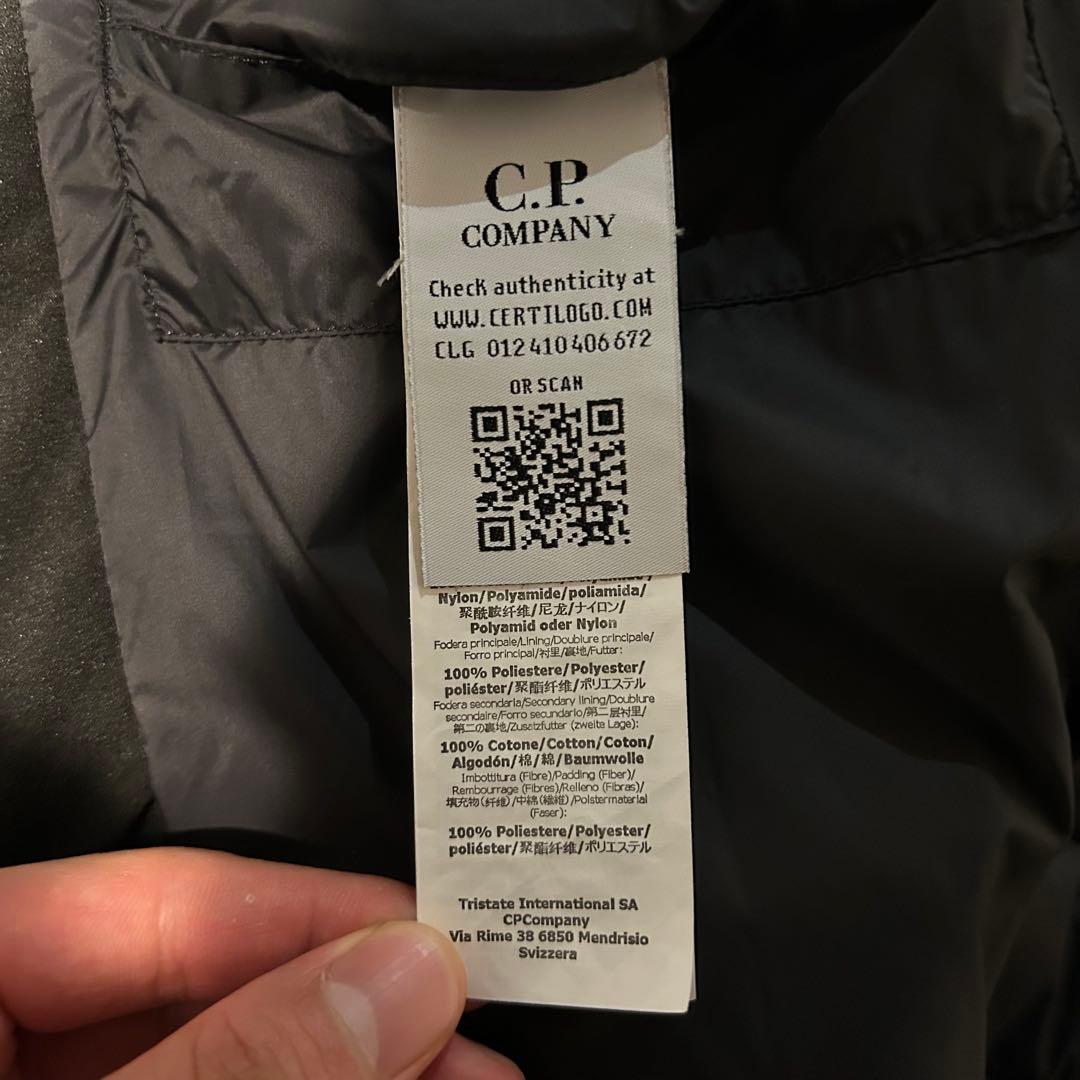 C.P.
COMPANY
Check authenticity at
WWW.CERTILOGO.COM
CLG 012410406672
OR SCAN
Nylon/Polyamide/poliamida/
聚酰胺纤维/尼龙/ナイロン/
Polyamid oder Nylon
Fodera principale/Lining/Doublure principale/
Forro principal/衬里/裏地/Futter:
100% Poliestere/Polyester/
poliéster/聚酯纤维/ポリエステル
Fodera secondaria/Secondary lining/Doublure
secondaire/Forro secundario/第二层衬里/
第二の裏地/Zusatzfutter (zweite Lage):
100% Cotone/Cotton/Coton/
Algodón/棉/綿/Baumwolle
Imbottitura (Fibre)/Padding (Fiber)/
Rembourrage (Fibres)/Relleno (Fibras)/
填充物(纤维)/中綿(繊維)/Polstermaterial
(Faser):
100% Poliestere/Polyester/
poliéster/聚酯纤维/ポリエステル
Tristate International SA
CPCompany
Via Rime 38 6850 Mendrisio
Svizzera